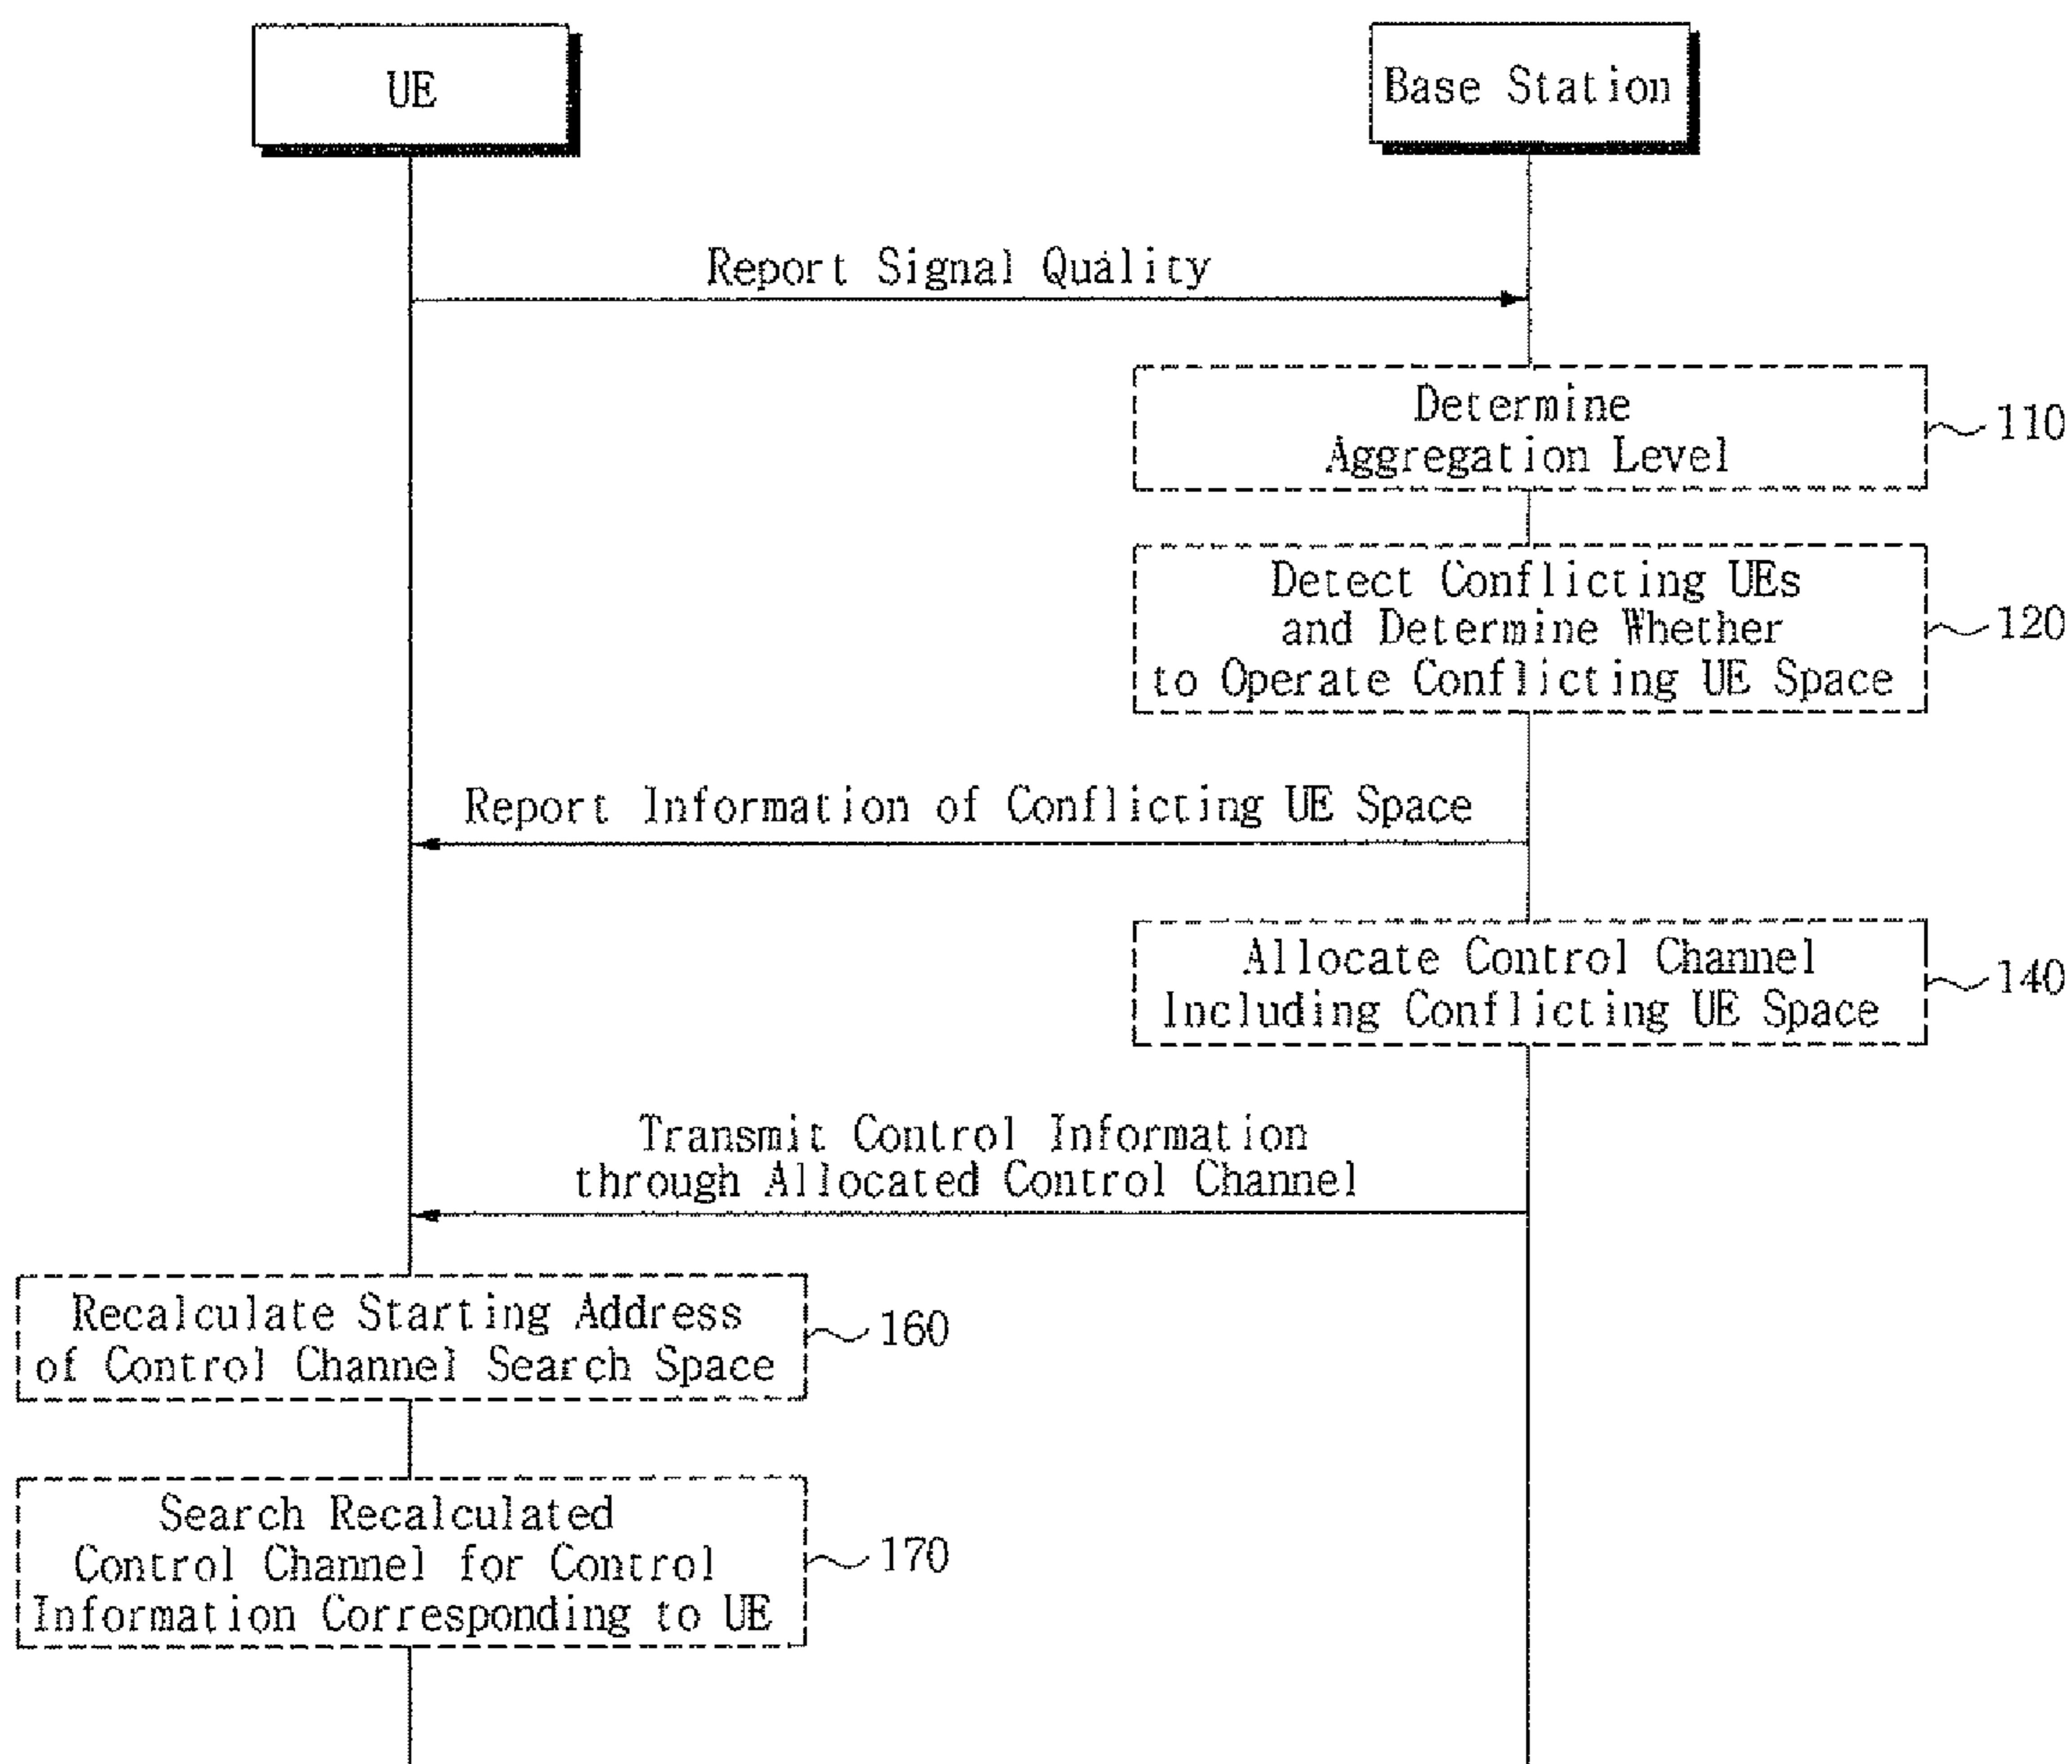 UE
Base Station
Report Signal Quality
Determine
Aggregation Level
110
Detect Conflicting UEs
and Determine Whether
to Operate Conflicting UE Space
120
Report Information of Conflicting UE Space
Allocate Control Channel
Including Conflicting UE Space
140
Transmit Control Information
through Allocated Control Channel
Recalculate Starting Address
of Control Channel Search Space
160
Search Recalculated
Control Channel for Control
Information Corresponding to UE
170